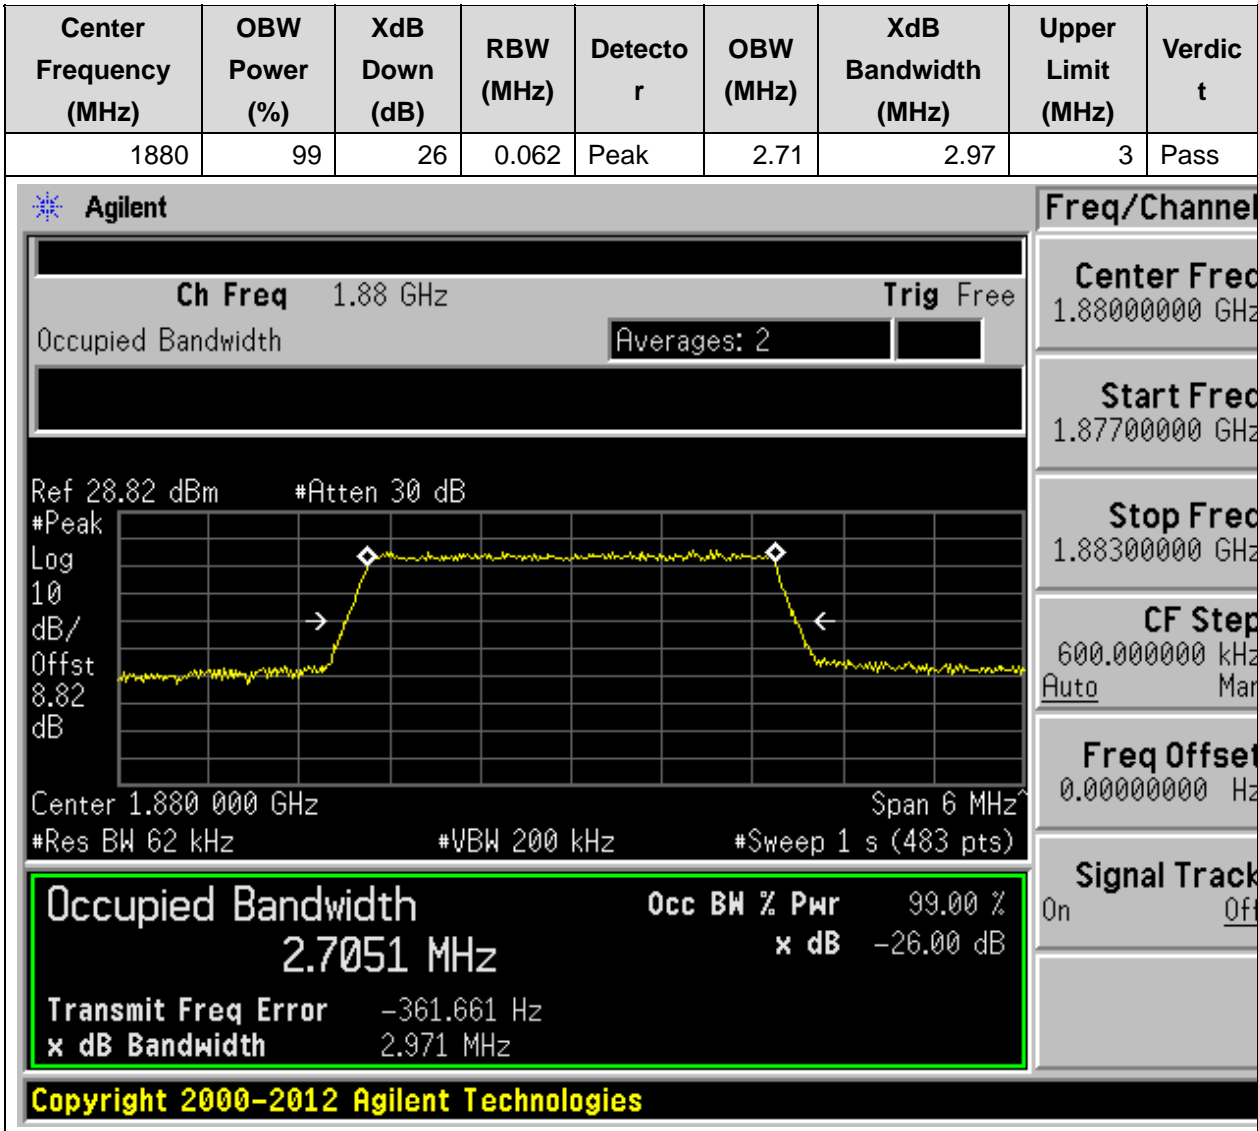 Center Frequency (MHz) OBW Power (%) XdB Down (dB) RBW (MHz) Detector OBW (MHz) XdB Bandwidth (MHz) Upper Limit (MHz) Verdict
1880 99 26 0.062 Peak 2.71 2.97 3 Pass
Agilent
Freq/Channel
Ch Freq 1.88 GHz Trig Free
Occupied Bandwidth Averages: 2
Center Freq
1.88000000 GHz
Start Freq
1.87700000 GHz
Stop Freq
1.88300000 GHz
CF Step
600.000000 kHz
Auto Man
Freq Offset
0.00000000 Hz
Signal Track
On Off
Ref 28.82 dBm #Atten 30 dB
#Peak
Log
10
dB/
Offst
8.82
dB
Center 1.880 000 GHz Span 6 MHz^
#Res BW 62 kHz #VBW 200 kHz #Sweep 1 s (483 pts)
Occupied Bandwidth Occ BW % Pwr 99.00 %
2.7051 MHz x dB -26.00 dB
Transmit Freq Error -361.661 Hz
x dB Bandwidth 2.971 MHz
Copyright 2000-2012 Agilent Technologies